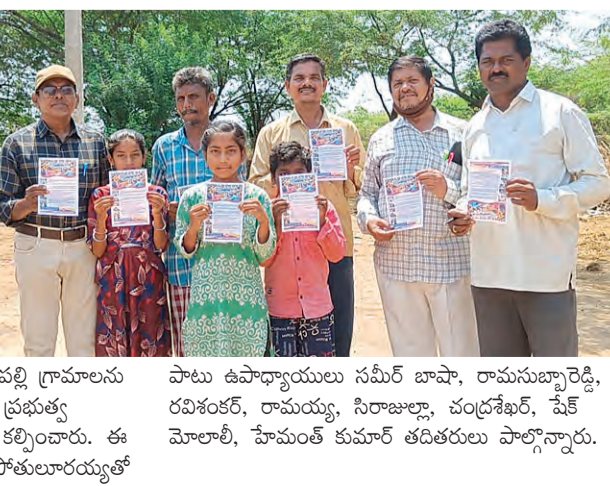 పల్లి గ్రామాలను
ప్రభుత్వ
కల్పించారు. ఈ
పోతులూరయ్యతో
పాటు ఉపాధ్యాయులు సమీర్ బాషా, రామసుబ్బారెడ్డి,
రవిశంకర్, రామయ్య, సిరాజుల్లా, చంద్రశేఖర్, షేక్
మోలాలీ, హేమంత్ కుమార్ తదితరులు పాల్గొన్నారు.